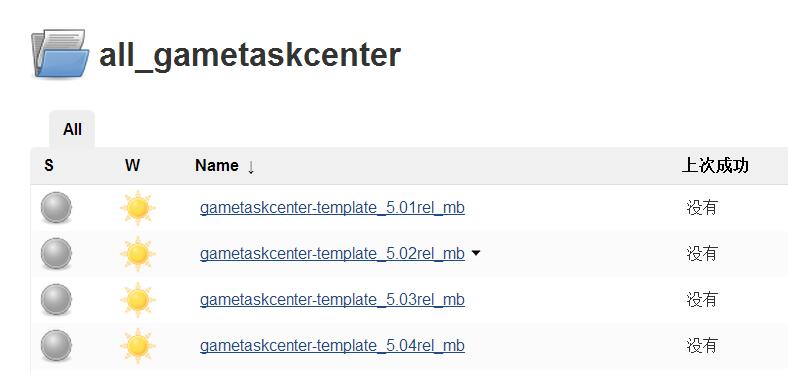 all_gametaskcenter
All
S W Name ↓ 上次成功
gametaskcenter-template_5.01rel_mb 没有
gametaskcenter-template_5.02rel_mb 没有
gametaskcenter-template_5.03rel_mb 没有
gametaskcenter-template_5.04rel_mb 没有